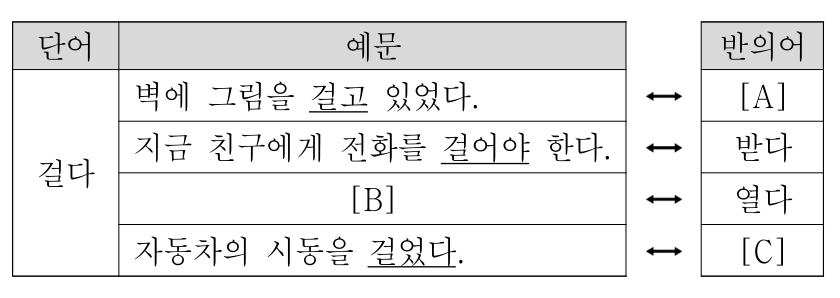 단어 예문 반의어
걸다
벽에 그림을 걸고 있었다. ↔ [A]
지금 친구에게 전화를 걸어야 한다. ↔ 받다
[B] ↔ 열다
자동차의 시동을 걸었다. ↔ [C]